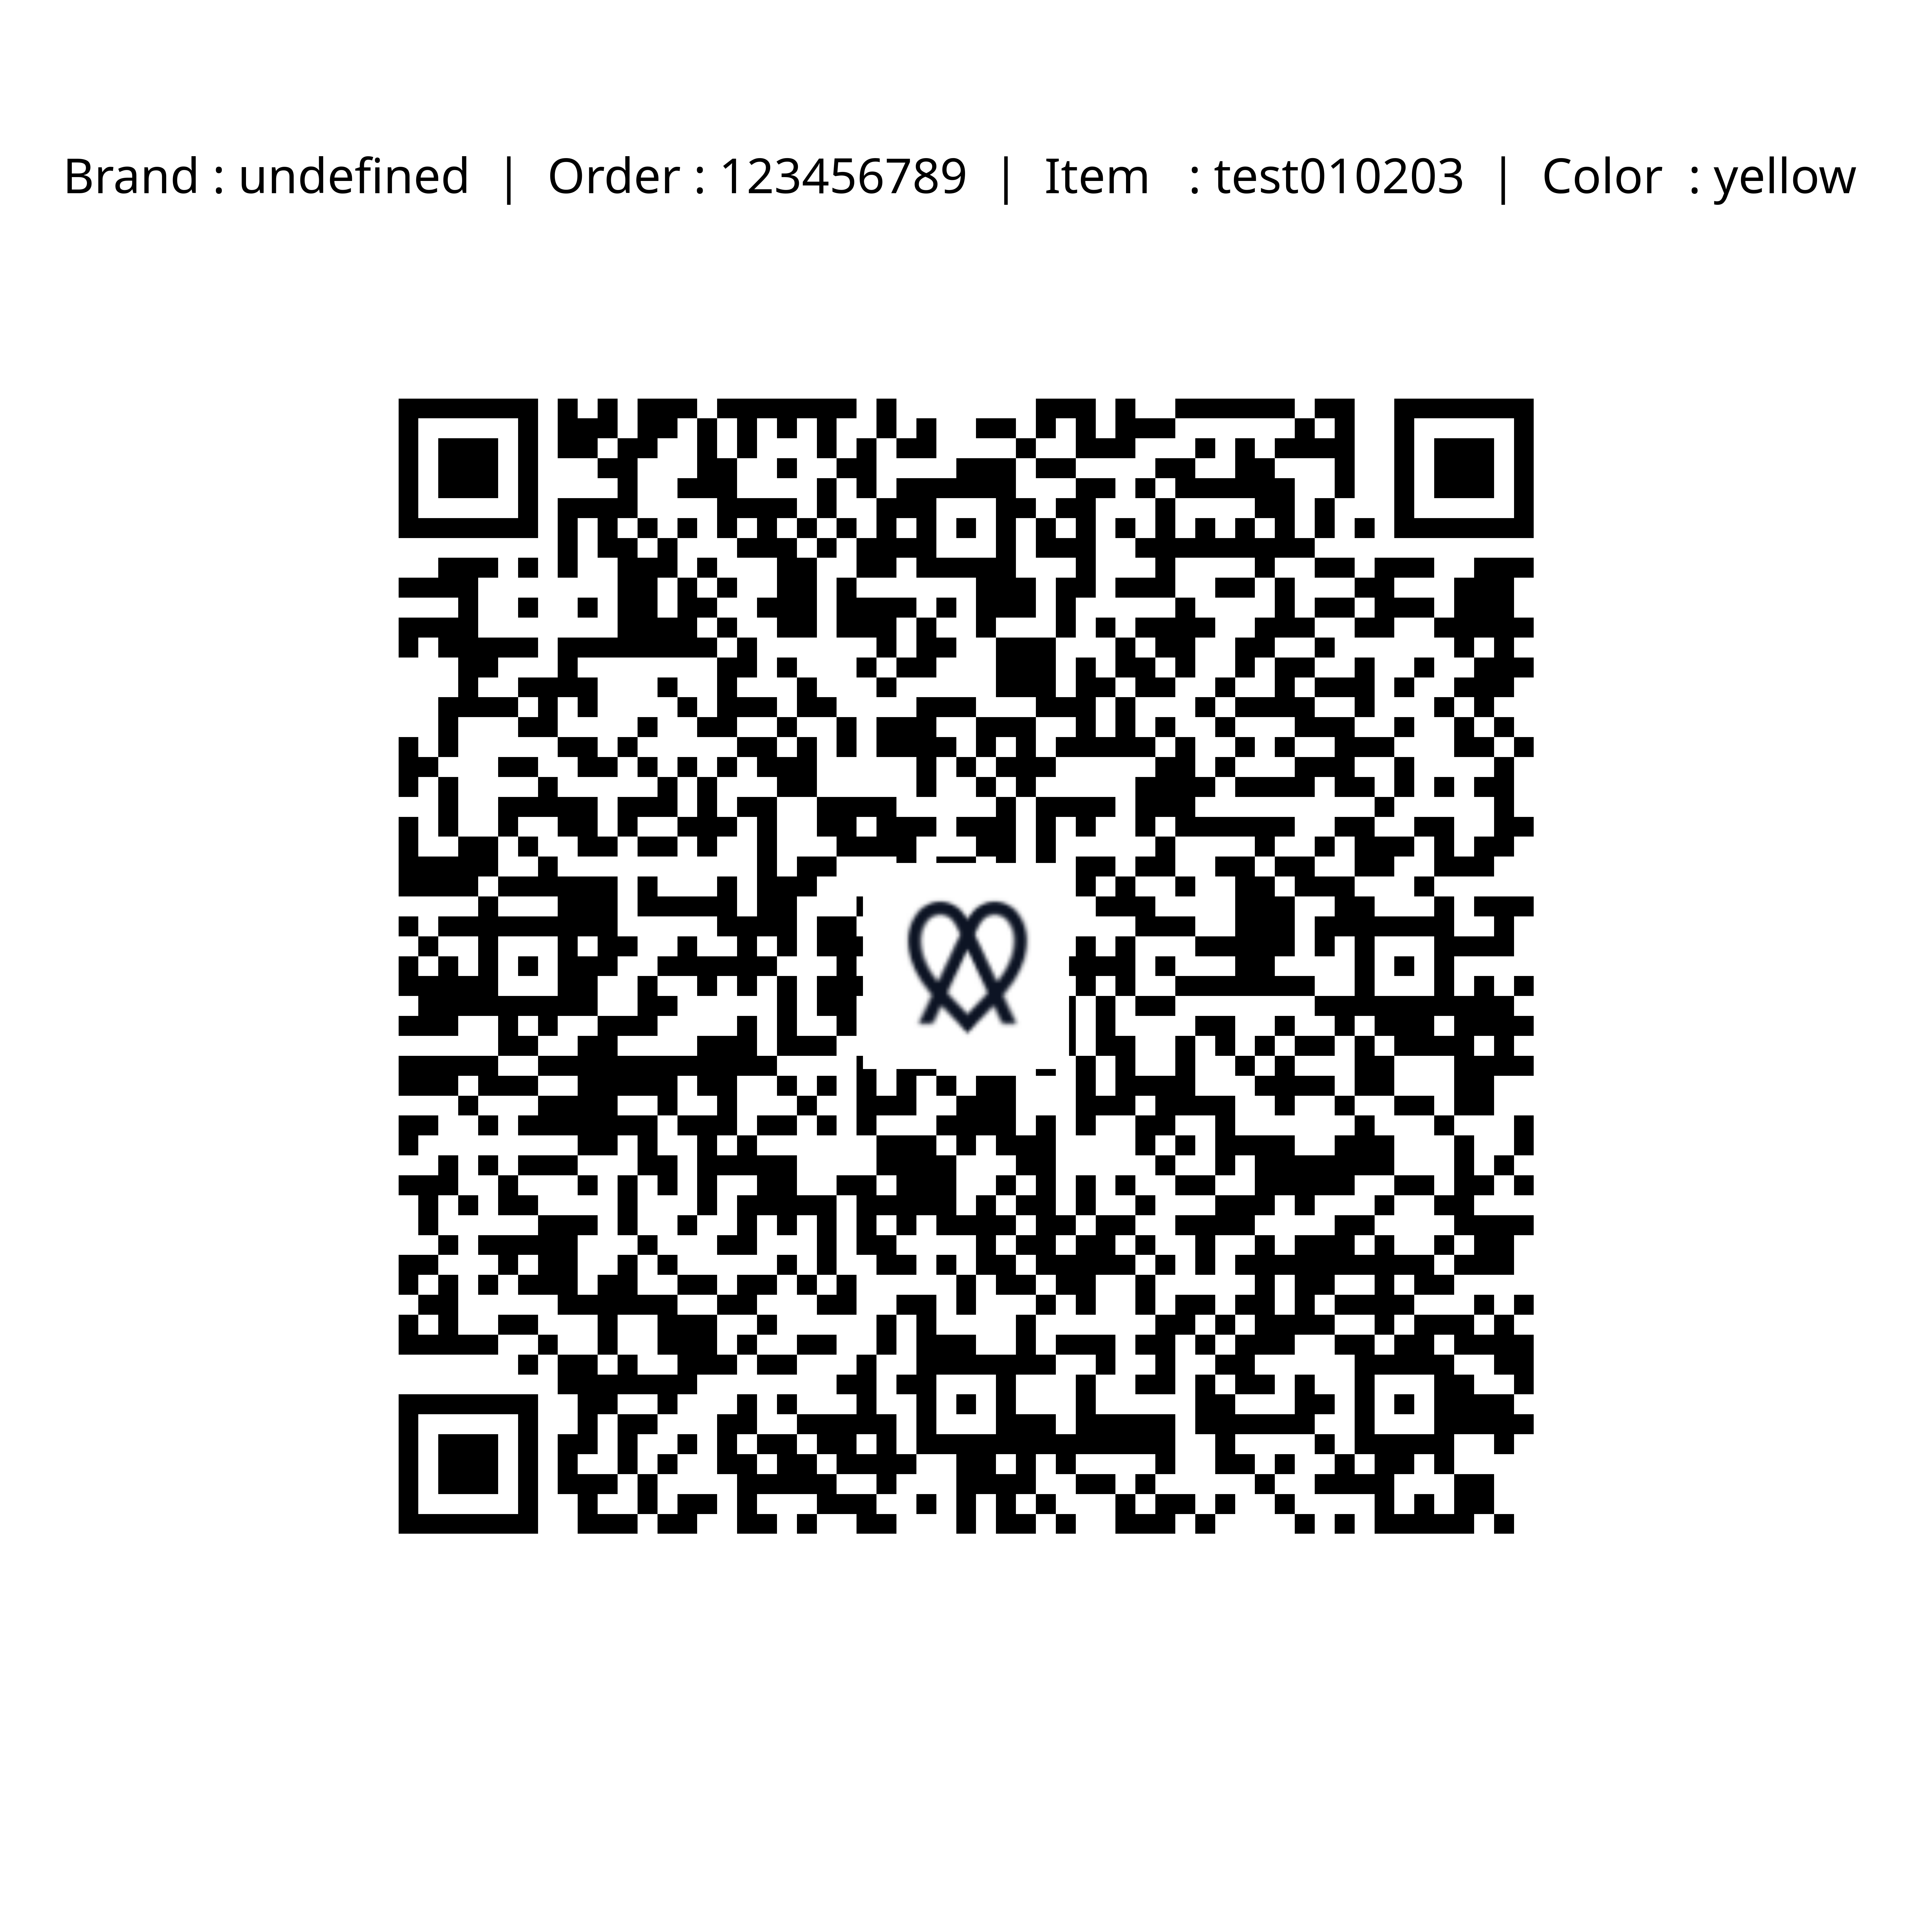 Brand : undefined | Order : 123456789 | Item : test010203 | Color : yellow